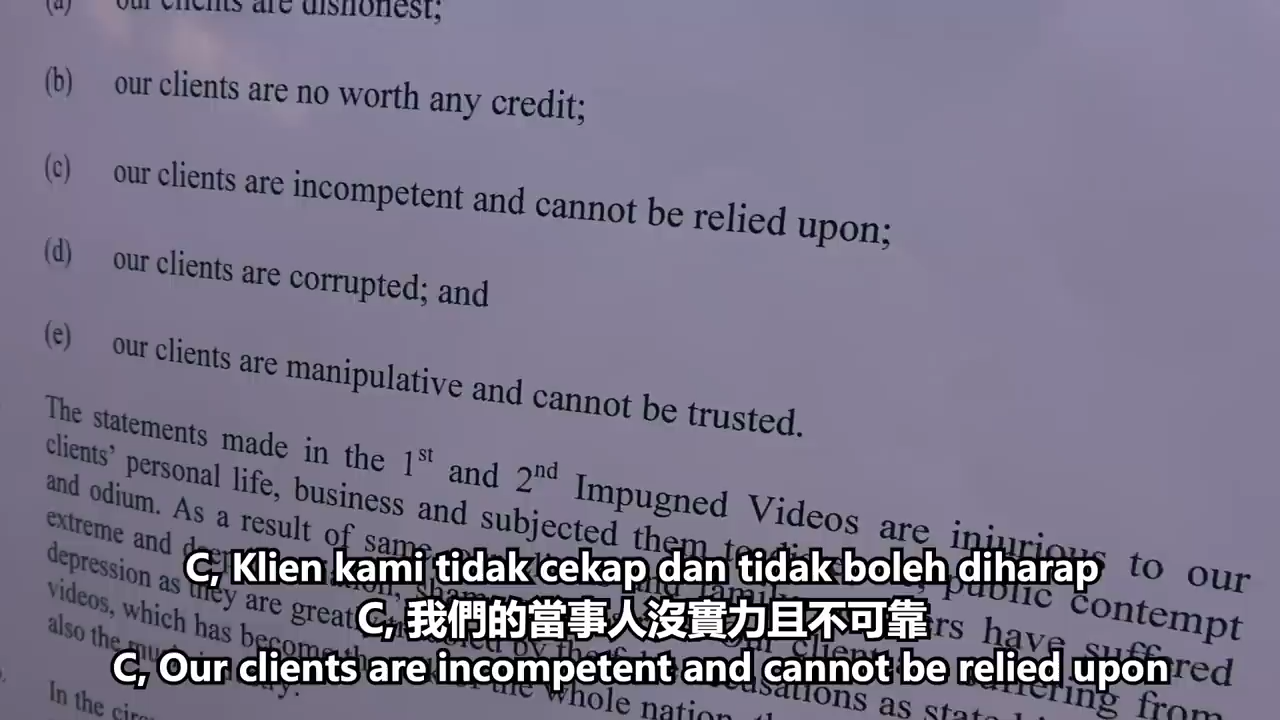 (a) our clients are dishonest;
(b) our clients are no worth any credit;
(c) our clients are incompetent and cannot be relied upon;
(d) our clients are corrupted; and
(e) our clients are manipulative and cannot be trusted.
The statements made in the 1st and 2nd Impugned Videos are injurious to our
clients' personal life, business and subjected them to public contempt
and odium. As a result of same have suffered
extreme and suffering from
depression as they are great accusations as
videos, which has become the whole nation
also the
In the
C, Klien kami tidak cekap dan tidak boleh diharap
C, 我們的當事人沒實力且不可靠
C, Our clients are incompetent and cannot be relied upon